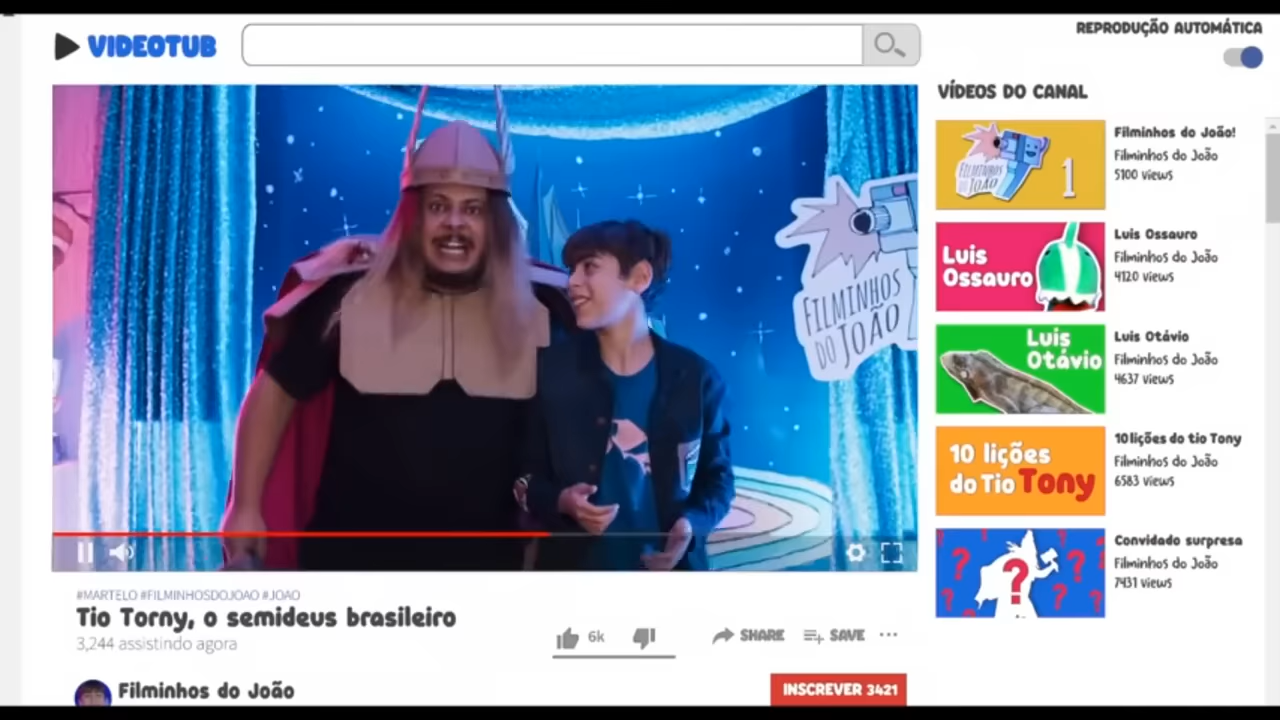 VIDEOTUB
REPRODUÇÃO AUTOMÁTICA
FILMINHOS
DO JOÃO
#MARTELO #FILMINHOSDOJOAO #JOAO
Tio Torny, o semideus brasileiro
3,244 assistindo agora
6k
SHARE
SAVE
Filminhos do João
INSCREVER 3421
VÍDEOS DO CANAL
FILMINHOS
DO JOÃO
1
Filminhos do João!
Filminhos do João
5100 views
Luis
Ossauro
Luis Ossauro
Filminhos do João
4120 views
Luis
Otávio
Luis Otávio
Filminhos do João
4637 views
10 lições
do Tio Tony
10 lições do tio Tony
Filminhos do João
6583 views
? ? ? ? ? ?
Convidado surpresa
Filminhos do João
7431 views